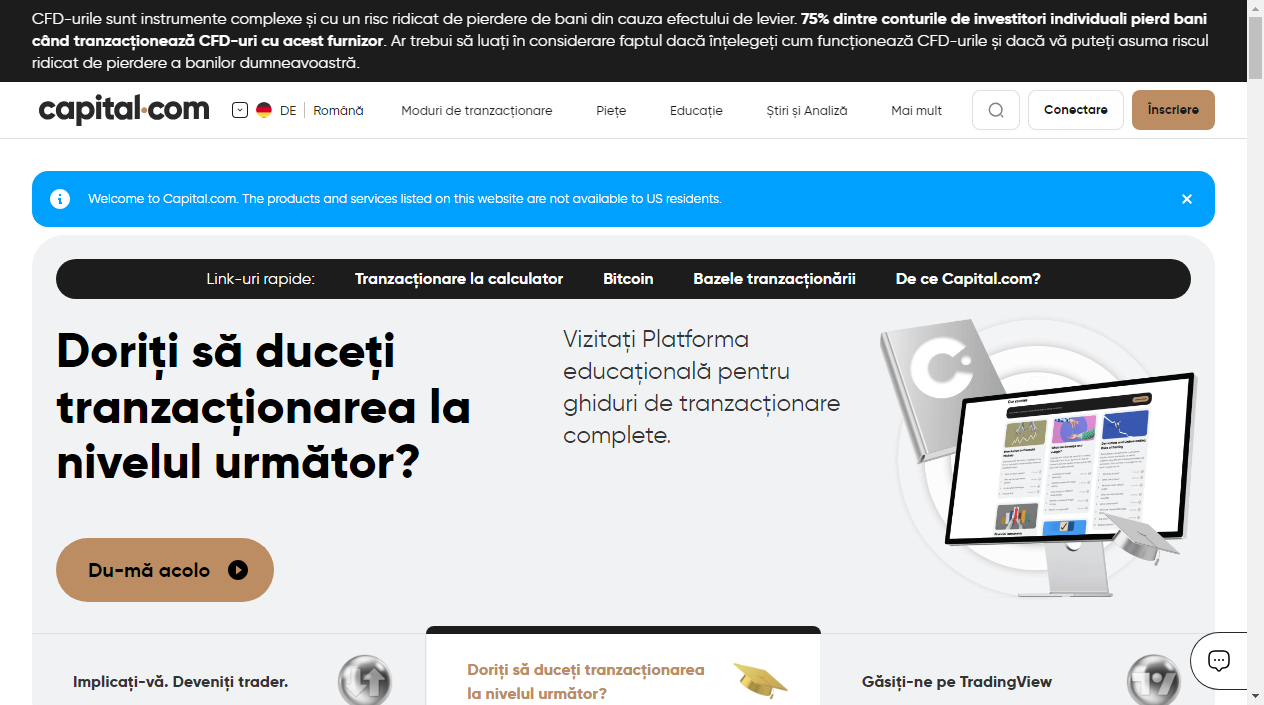 CFD-urile sunt instrumente complexe și cu un risc ridicat de pierdere de bani din cauza efectului de levier. 75% dintre conturile de investitori individuali pierd bani
când tranzacționează CFD-uri cu acest furnizor. Ar trebui să luați în considerare faptul dacă înțelegeți cum funcționează CFD-urile și dacă vă puteți asuma riscul
ridicat de pierdere a banilor dumneavoastră.
capital.com DE Română Moduri de tranzacționare Piețe Educație Știri și Analiză Mai mult Conectare Înscriere
Welcome to Capital.com. The products and services listed on this website are not available to US residents.
Link-uri rapide: Tranzacționare la calculator Bitcoin Bazele tranzacționării De ce Capital.com?
Doriți să duceți
tranzacționarea la
nivelul următor?
Vizitați Platforma
educațională pentru
ghiduri de tranzacționare
complete.
Du-mă acolo
Implicați-vă. Deveniți trader.
Doriți să duceți tranzacționarea
la nivelul următor?
Găsiți-ne pe TradingView